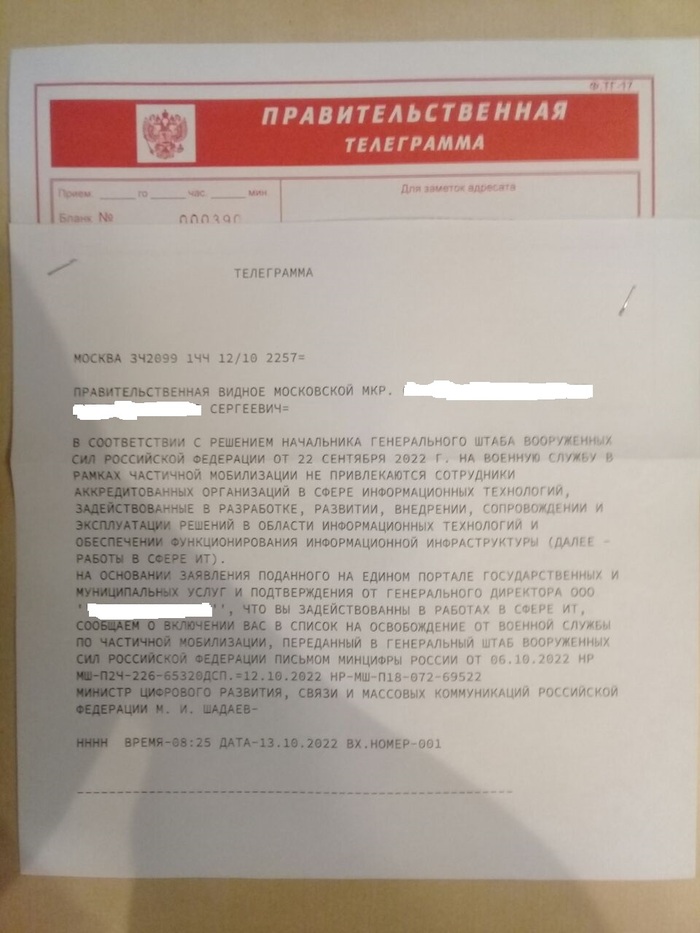 Ф.ТГ-17
ПРАВИТЕЛЬСТВЕННАЯ
ТЕЛЕГРАММА
Прием. го час. мин
Для заметок адресата
Бланк № 000390
ТЕЛЕГРАММА
МОСКВА 342099 144 12/10 2257=
ПРАВИТЕЛЬСТВЕННАЯ ВИДНОЕ МОСКОВСКОЙ МКР.
СЕРГЕЕВИЧ=
В СООТВЕТСТВИИ С РЕШЕНИЕМ НАЧАЛЬНИКА ГЕНЕРАЛЬНОГО ШТАБА ВООРУЖЕННЫХ
СИЛ РОССИЙСКОЙ ФЕДЕРАЦИИ ОТ 22 СЕНТЯБРЯ 2022 Г. НА ВОЕННУЮ СЛУЖБУ В
РАМКАХ ЧАСТИЧНОЙ МОБИЛИЗАЦИИ НЕ ПРИВЛЕКАЮТСЯ СОТРУДНИКИ
АККРЕДИТОВАННЫХ ОРГАНИЗАЦИЙ В СФЕРЕ ИНФОРМАЦИОННЫХ ТЕХНОЛОГИЙ,
ЗАДЕЙСТВОВАННЫЕ В РАЗРАБОТКЕ, РАЗВИТИИ, ВНЕДРЕНИИ, СОПРОВОЖДЕНИИ И
ЭКСПЛУАТАЦИИ РЕШЕНИЙ В ОБЛАСТИ ИНФОРМАЦИОННЫХ ТЕХНОЛОГИЙ И
ОБЕСПЕЧЕНИИ ФУНКЦИОНИРОВАНИЯ ИНФОРМАЦИОННОЙ ИНФРАСТРУКТУРЫ (ДАЛЕЕ -
РАБОТЫ В СФЕРЕ ИТ).
НА ОСНОВАНИИ ЗАЯВЛЕНИЯ ПОДАННОГО НА ЕДИНОМ ПОРТАЛЕ ГОСУДАРСТВЕННЫХ И
МУНИЦИПАЛЬНЫХ УСЛУГ И ПОДТВЕРЖДЕНИЯ ОТ ГЕНЕРАЛЬНОГО ДИРЕКТОРА ООО
' '', ЧТО ВЫ ЗАДЕЙСТВОВАННЫ В РАБОТАХ В СФЕРЕ ИТ,
СООБЩАЕМ О ВКЛЮЧЕНИИ ВАС В СПИСОК НА ОСВОБОЖДЕНИЕ ОТ ВОЕННОЙ СЛУЖБЫ
ПО ЧАСТИЧНОЙ МОБИЛИЗАЦИИ, ПЕРЕДАННЫЙ В ГЕНЕРАЛЬНЫЙ ШТАБ ВООРУЖЕННЫХ
СИЛ РОССИЙСКОЙ ФЕДЕРАЦИИ ПИСЬМОМ МИНЦИФРЫ РОССИИ ОТ 06.10.2022 НР
МШ-П24-226-65320ДСП.=12.10.2022 НР-МШ-П18-072-69522
МИНИСТР ЦИФРОВОГО РАЗВИТИЯ, СВЯЗИ И МАССОВЫХ КОММУНИКАЦИЙ РОССИЙСКОЙ
ФЕДЕРАЦИИ М. И. ШАДАЕВ-
НННН ВРЕМЯ-08:25 ДАТА-13.10.2022 ВХ.НОМЕР-001